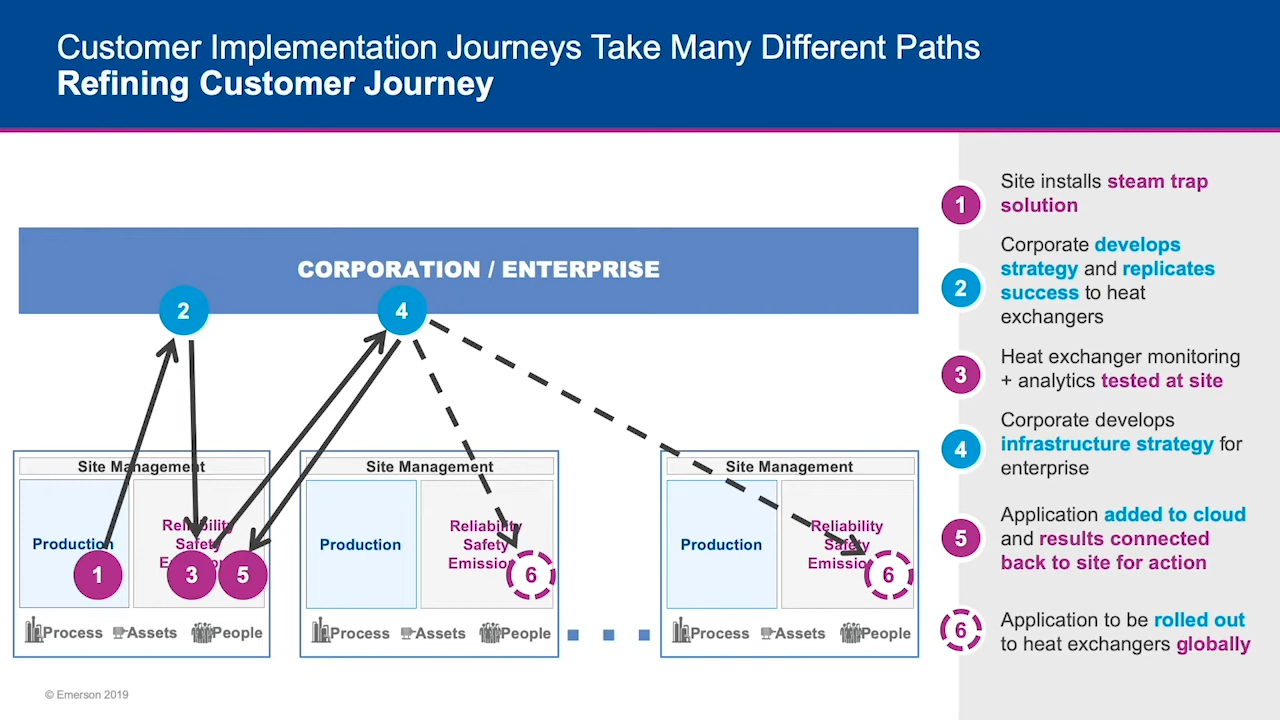 Customer Implementation Journeys Take Many Different Paths
Refining Customer Journey
CORPORATION / ENTERPRISE
2
4
Site Management
Production
Reliability
Safety
1
3
5
Process
Assets
People
Site Management
Production
Reliability
Safety
Emission
6
Process
Assets
People
Site Management
Production
Reliability
Safety
Emission
6
Process
Assets
People
1
Site installs steam trap
solution
2
Corporate develops
strategy and replicates
success to heat
exchangers
3
Heat exchanger monitoring
+ analytics tested at site
4
Corporate develops
infrastructure strategy for
enterprise
5
Application added to cloud
and results connected
back to site for action
6
Application to be rolled out
to heat exchangers globally
© Emerson 2019